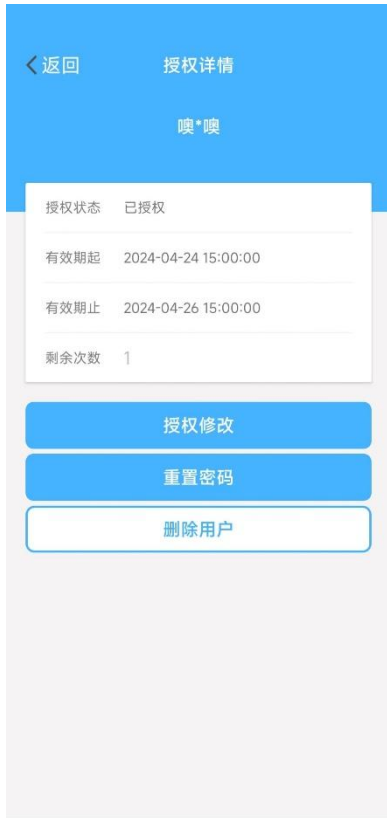 返回 授权详情
噢*噢
授权状态 已授权
有效期起 2024-04-24 15:00:00
有效期止 2024-04-26 15:00:00
剩余次数 1
授权修改
重置密码
删除用户